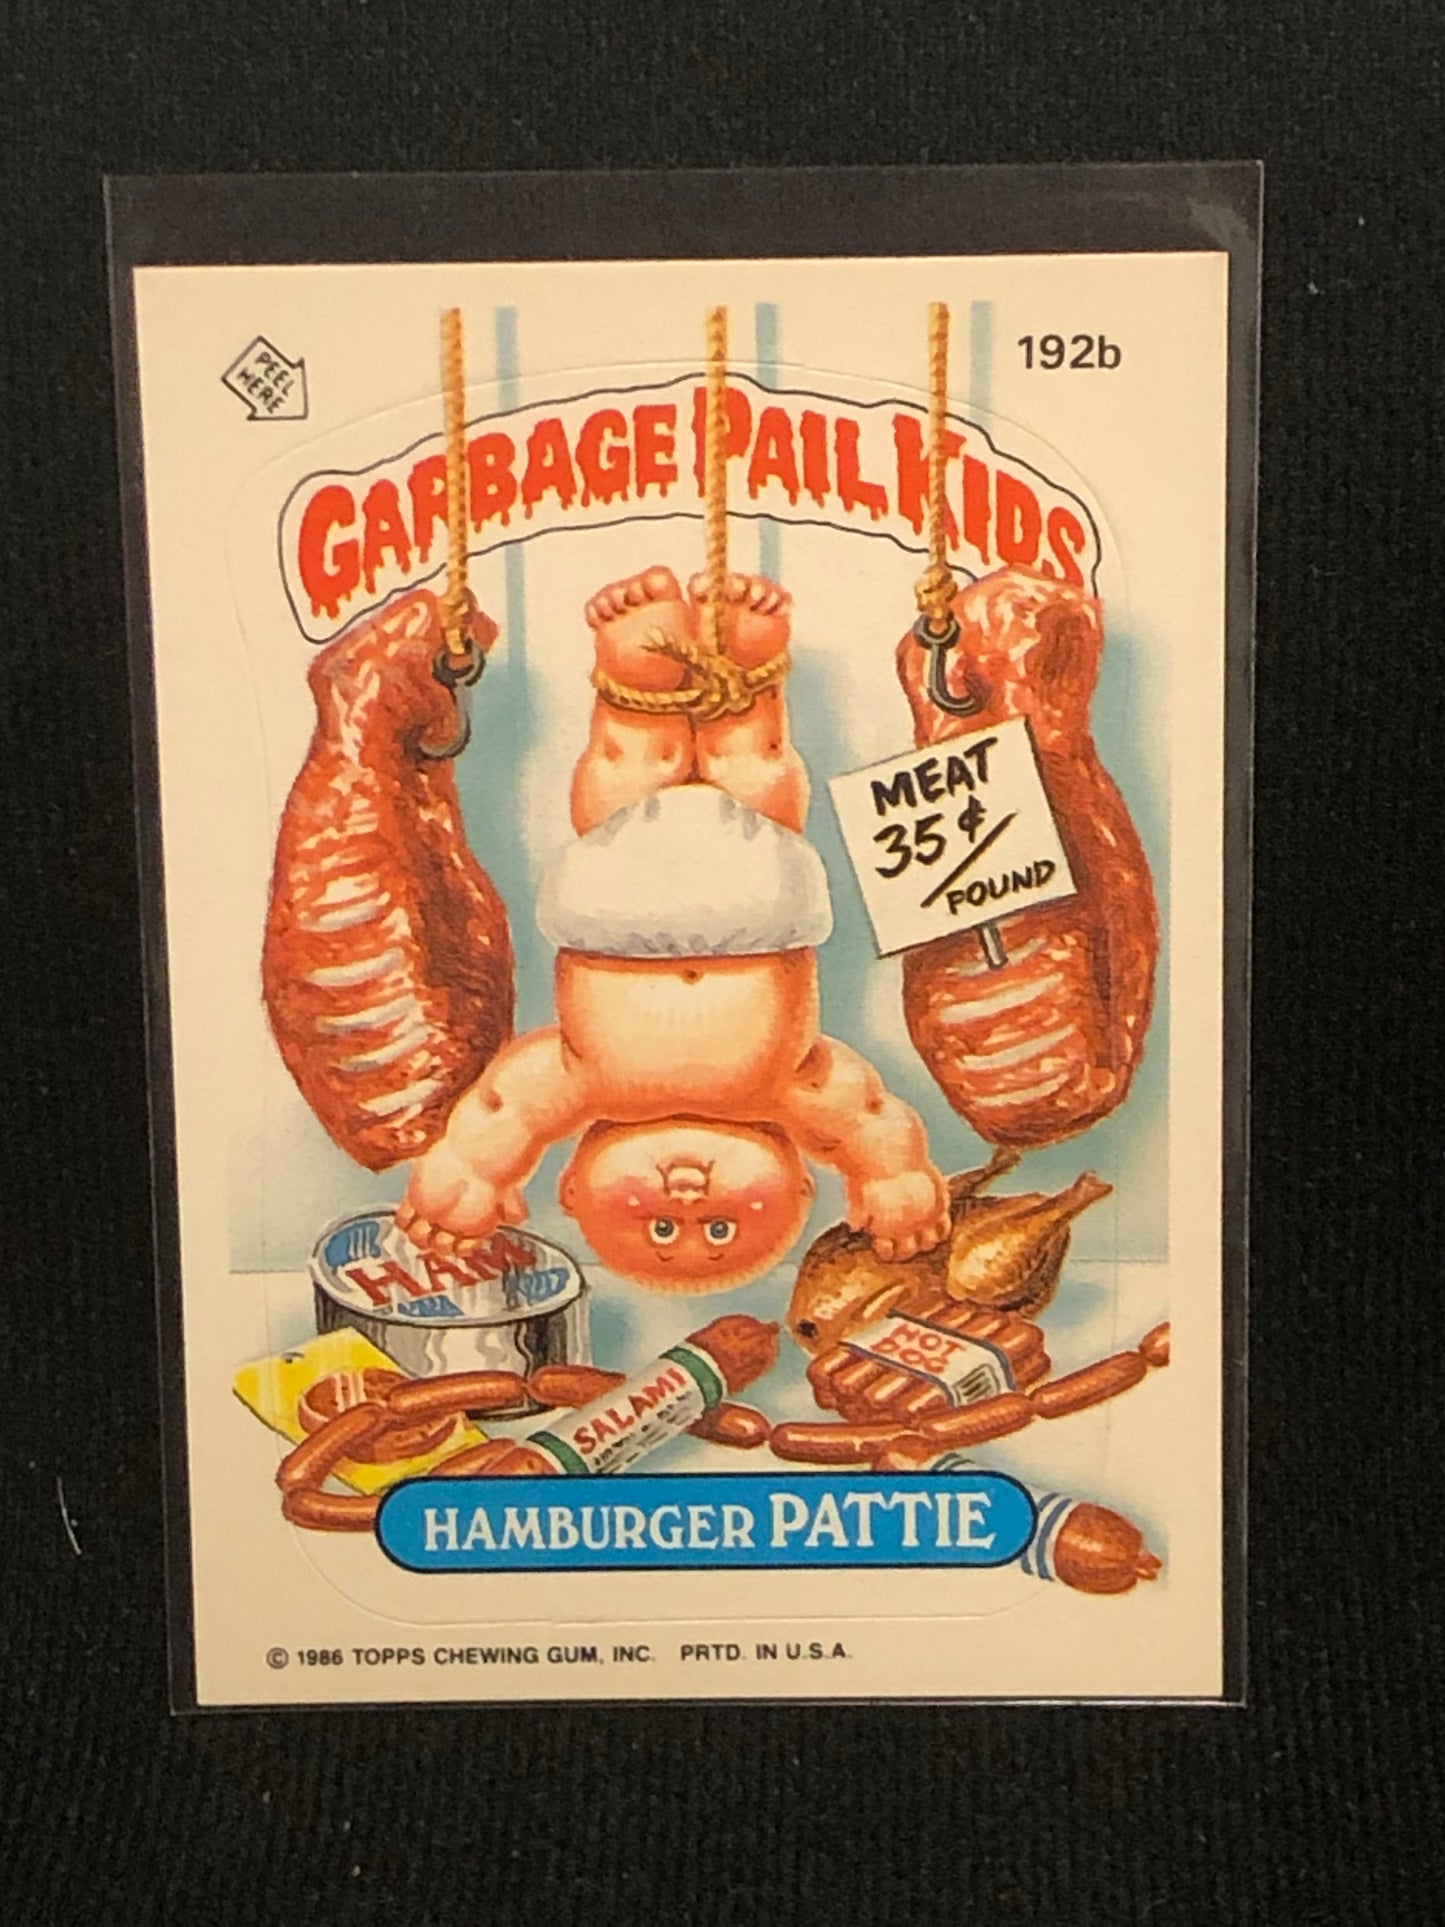 PEEL
HERE
192b
GARBAGE PAIL KIDS
MEAT
35¢/
POUND
HAM
HOT
DOG
SALAMI
HAMBURGER PATTIE
© 1986 TOPPS CHEWING GUM, INC. PRTD. IN U.S.A.